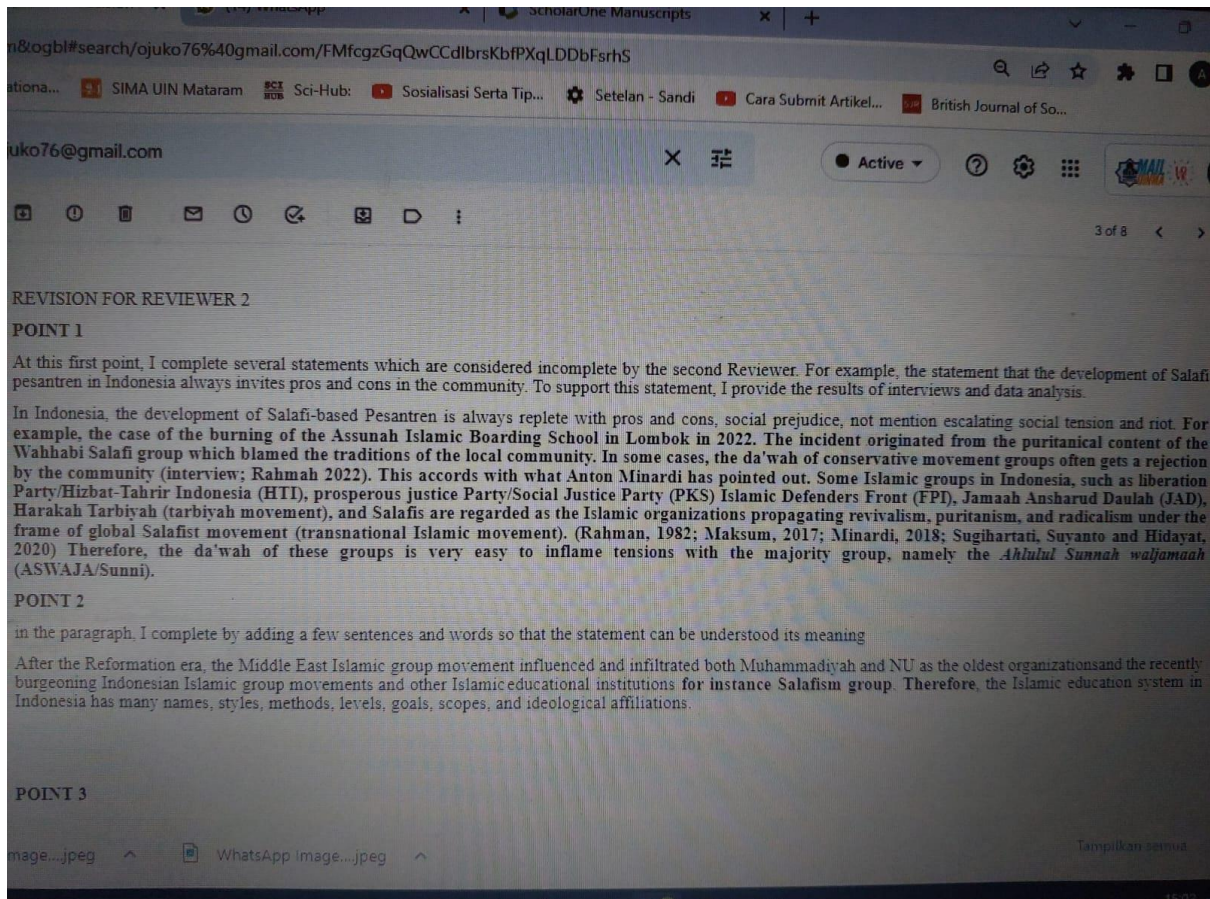 WhatsApp
ScholarOne Manuscripts
n&ogbl#search/ojuko76%40gmail.com/FMfcgzGqQwCCdlbrsKbfPXqLDDbFsrhS
ationa...
SIMA UIN Mataram
SCI HUB
Sci-Hub:
Sosialisasi Serta Tip...
Setelan - Sandi
Cara Submit Artikel...
SJR
British Journal of So...
uko76@gmail.com
Active
MAIL
3 of 8
REVISION FOR REVIEWER 2
POINT 1
At this first point, I complete several statements which are considered incomplete by the second Reviewer. For example, the statement that the development of Salafi
pesantren in Indonesia always invites pros and cons in the community. To support this statement, I provide the results of interviews and data analysis.
In Indonesia, the development of Salafi-based Pesantren is always replete with pros and cons, social prejudice, not mention escalating social tension and riot. For
example, the case of the burning of the Assunah Islamic Boarding School in Lombok in 2022. The incident originated from the puritanical content of the
Wahhabi Salafi group which blamed the traditions of the local community. In some cases, the da'wah of conservative movement groups often gets a rejection
by the community (interview; Rahmah 2022). This accords with what Anton Minardi has pointed out. Some Islamic groups in Indonesia, such as liberation
Party/Hizbat-Tahrir Indonesia (HTI), prosperous justice Party/Social Justice Party (PKS) Islamic Defenders Front (FPI), Jamaah Ansharud Daulah (JAD),
Harakah Tarbiyah (tarbiyah movement), and Salafis are regarded as the Islamic organizations propagating revivalism, puritanism, and radicalism under the
frame of global Salafist movement (transnational Islamic movement). (Rahman, 1982; Maksum, 2017; Minardi, 2018; Sugihartati, Suyanto and Hidayat,
2020) Therefore, the da'wah of these groups is very easy to inflame tensions with the majority group, namely the Ahlulul Sunnah waljamaah
(ASWAJA/Sunni).
POINT 2
in the paragraph, I complete by adding a few sentences and words so that the statement can be understood its meaning
After the Reformation era, the Middle East Islamic group movement influenced and infiltrated both Muhammadiyah and NU as the oldest organizationsand the recently
burgeoning Indonesian Islamic group movements and other Islamic educational institutions for instance Salafism group. Therefore, the Islamic education system in
Indonesia has many names, styles, methods, levels, goals, scopes, and ideological affiliations.
POINT 3
mage....jpeg
WhatsApp Image....jpeg
Tampilkan semua